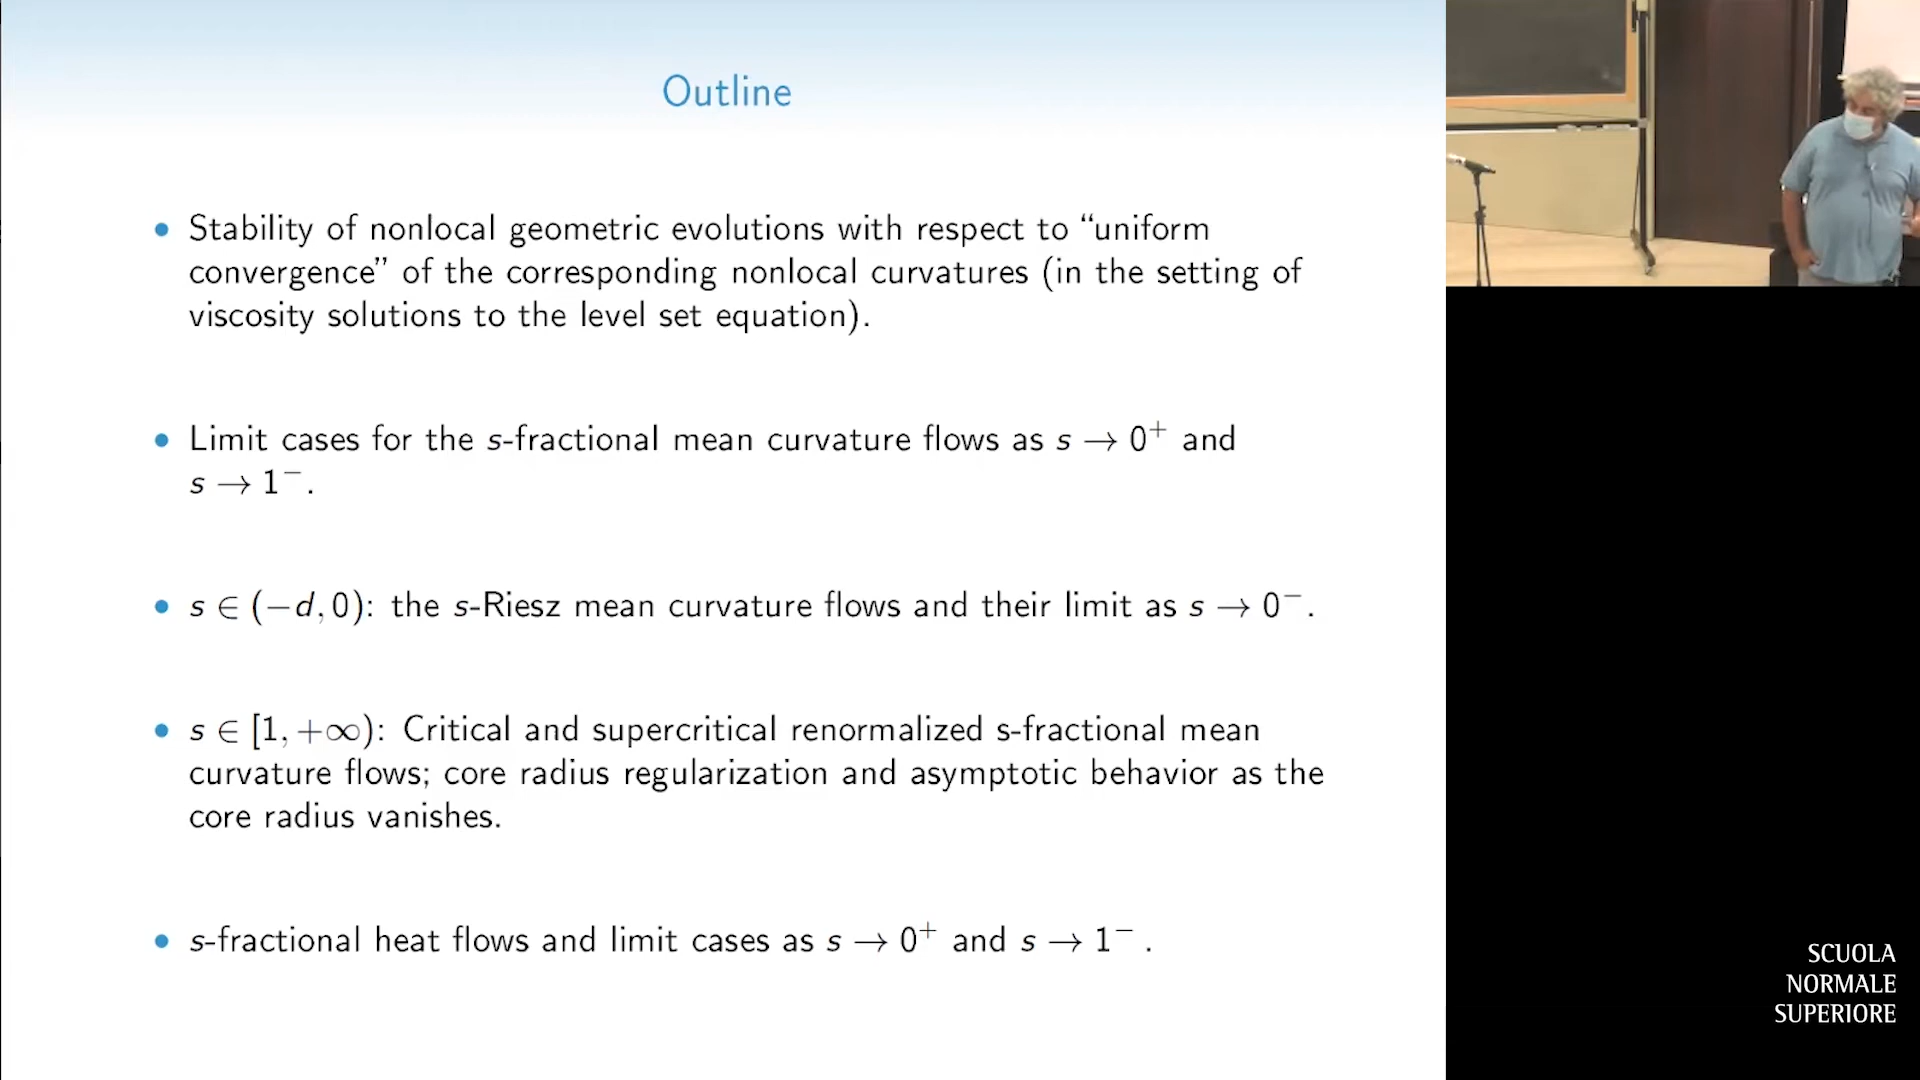 Outline
• Stability of nonlocal geometric evolutions with respect to “uniform
convergence” of the corresponding nonlocal curvatures (in the setting of
viscosity solutions to the level set equation).
• Limit cases for the s-fractional mean curvature flows as s → 0⁺ and
s → 1⁻.
• s ∈ (−d, 0): the s-Riesz mean curvature flows and their limit as s → 0⁻.
• s ∈ [1, +∞): Critical and supercritical renormalized s-fractional mean
curvature flows; core radius regularization and asymptotic behavior as the
core radius vanishes.
• s-fractional heat flows and limit cases as s → 0⁺ and s → 1⁻ .
SCUOLA
NORMALE
SUPERIORE